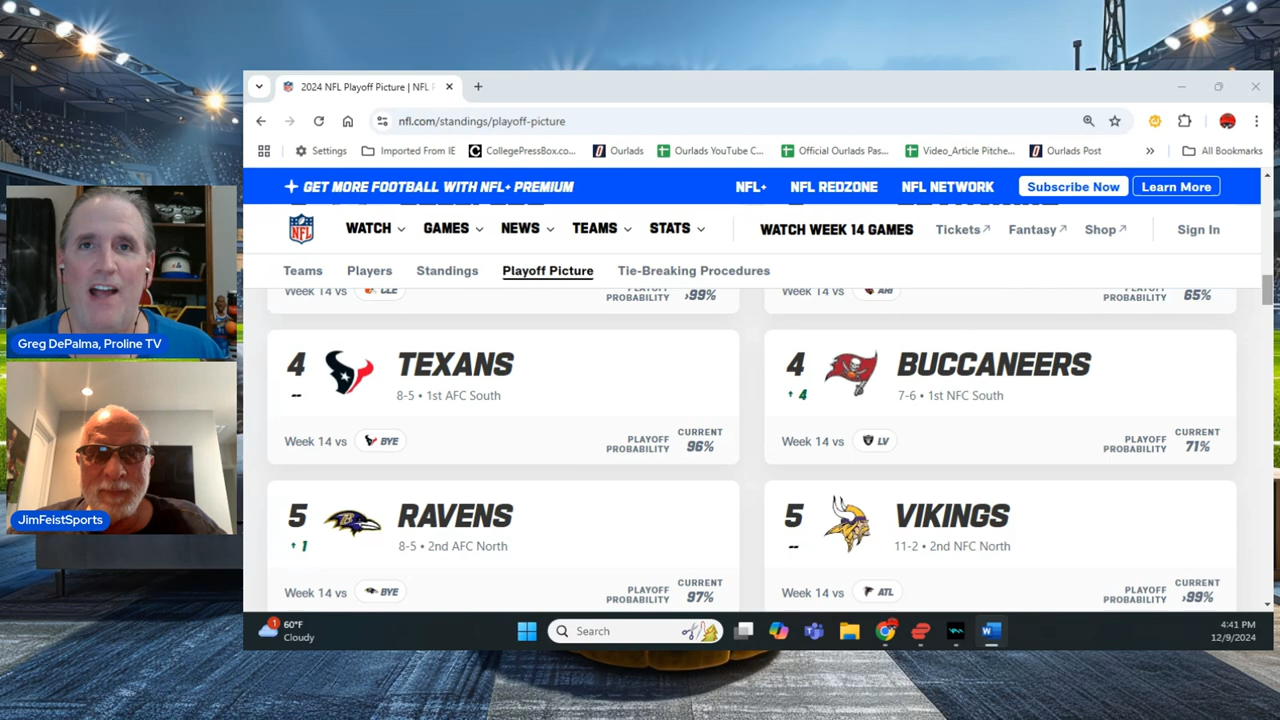 2024 NFL Playoff Picture | NFL
nfl.com/standings/playoff-picture
Settings
Imported From IE
CollegePressBox.co...
Ourlads
Ourlads YouTube C...
Official Ourlads Pas...
Video_Article Pitche...
Ourlads Post
All Bookmarks
GET MORE FOOTBALL WITH NFL+ PREMIUM
NFL+
NFL REDZONE
NFL NETWORK
Subscribe Now
Learn More
NFL
WATCH
GAMES
NEWS
TEAMS
STATS
WATCH WEEK 14 GAMES
Tickets
Fantasy
Shop
Sign In
Teams
Players
Standings
Playoff Picture
Tie-Breaking Procedures
Week 14 vs
CLE
PROBABILITY
>99%
Week 14 vs
ARI
PROBABILITY
65%
4
TEXANS
--
8-5 • 1st AFC South
Week 14 vs
BYE
PLAYOFF
PROBABILITY
CURRENT
96%
4
BUCCANEERS
↑ 4
7-6 • 1st NFC South
Week 14 vs
LV
PLAYOFF
PROBABILITY
CURRENT
71%
5
RAVENS
↑ 1
8-5 • 2nd AFC North
Week 14 vs
BYE
PLAYOFF
PROBABILITY
CURRENT
97%
5
VIKINGS
--
11-2 • 2nd NFC North
Week 14 vs
ATL
PLAYOFF
PROBABILITY
CURRENT
>99%
Greg DePalma, Proline TV
JimFeistSports
1
60°F
Cloudy
Search
4:41 PM
12/9/2024